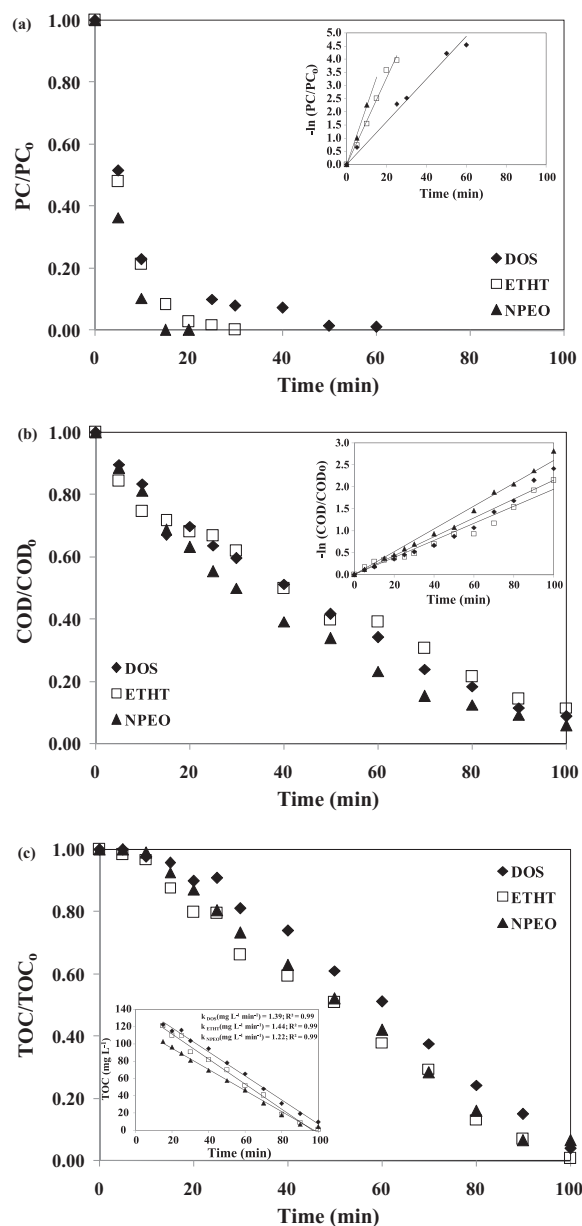 (a)
1.00
0.80
0.60
0.40
0.20
0.00
PC/PC₀
0 20 40 60 80 100
Time (min)
5.0
4.5
4.0
3.5
3.0
2.5
2.0
1.5
1.0
0.5
0.0
-ln (PC/PC₀)
0 20 40 60 80 100
Time (min)
DOS
ETHT
NPEO
(b)
1.00
0.80
0.60
0.40
0.20
0.00
COD/COD₀
0 20 40 60 80 100
Time (min)
3.0
2.5
2.0
1.5
1.0
0.5
0.0
-ln (COD/CODo)
0 20 40 60 80 100
Time (min)
DOS
ETHT
NPEO
(c)
1.00
0.80
0.60
0.40
0.20
0.00
TOC/TOC₀
0 20 40 60 80 100
Time (min)
DOS
ETHT
NPEO
140
120
100
80
60
40
20
0
TOC (mg L⁻¹)
k DOS(mg L⁻¹ min⁻¹) = 1.39; R² = 0.99
k ETHT(mg L⁻¹ min⁻¹) = 1.44; R² = 0.99
k NPEO(mg L⁻¹ min⁻¹) = 1.22; R² = 0.99
0 20 40 60 80 100
Time (min)